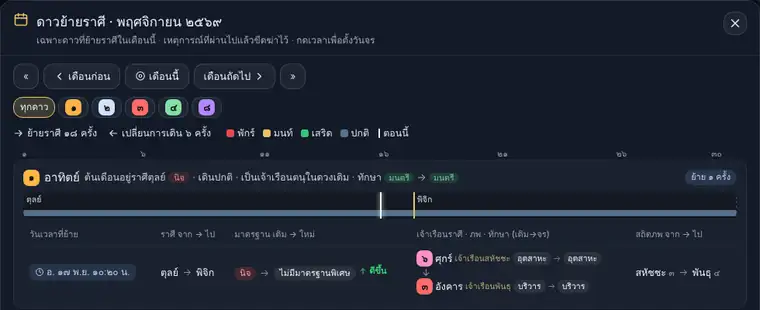 ดาวย้ายราศี · พฤศจิกายน ๒๕๖๙
เฉพาะดาวที่ย้ายราศีในเดือนนี้ · เหตุการณ์ที่ผ่านไปแล้วขีดฆ่าไว้ · กดเวลาเพื่อตั้งวันจร
« เดือนก่อน เดือนนี้ เดือนถัดไป »
ทุกดาว ๑ ๒ ๓ ๔ ๘
→ ย้ายราศี ๑๘ ครั้ง ← เปลี่ยนการเดิน ๖ ครั้ง พักร์ มนท์ เสริด ปกติ ตอนนี้
๑ ๖ ๑๑ ๑๖ ๒๑ ๒๖ ๓๐
๑ อาทิตย์ ต้นเดือนอยู่ราศีตุลย์ นิจ · เดินปกติ · เป็นเจ้าเรือนตนุในดวงเดิม · ทักษา มนตรี → มนตรี ย้าย ๑ ครั้ง
ตุลย์ พิจิก
วันเวลาที่ย้าย ราศี จาก → ไป มาตรฐาน เดิม → ใหม่ เจ้าเรือนราศี · ภพ · ทักษา (เดิม→จร) สถิตภพ จาก → ไป
๖ ศุกร์ เจ้าเรือนสหัชชะ อุตสาหะ → อุตสาหะ
อ. ๑๗ พ.ย. ๑๐:๒๐ น. ตุลย์ → พิจิก นิจ → ไม่มีมาตรฐานพิเศษ ↑ ดีขึ้น ↓ สหัชชะ ๓ → พันธุ ๔
๓ อังคาร เจ้าเรือนพันธุ บริวาร → บริวาร